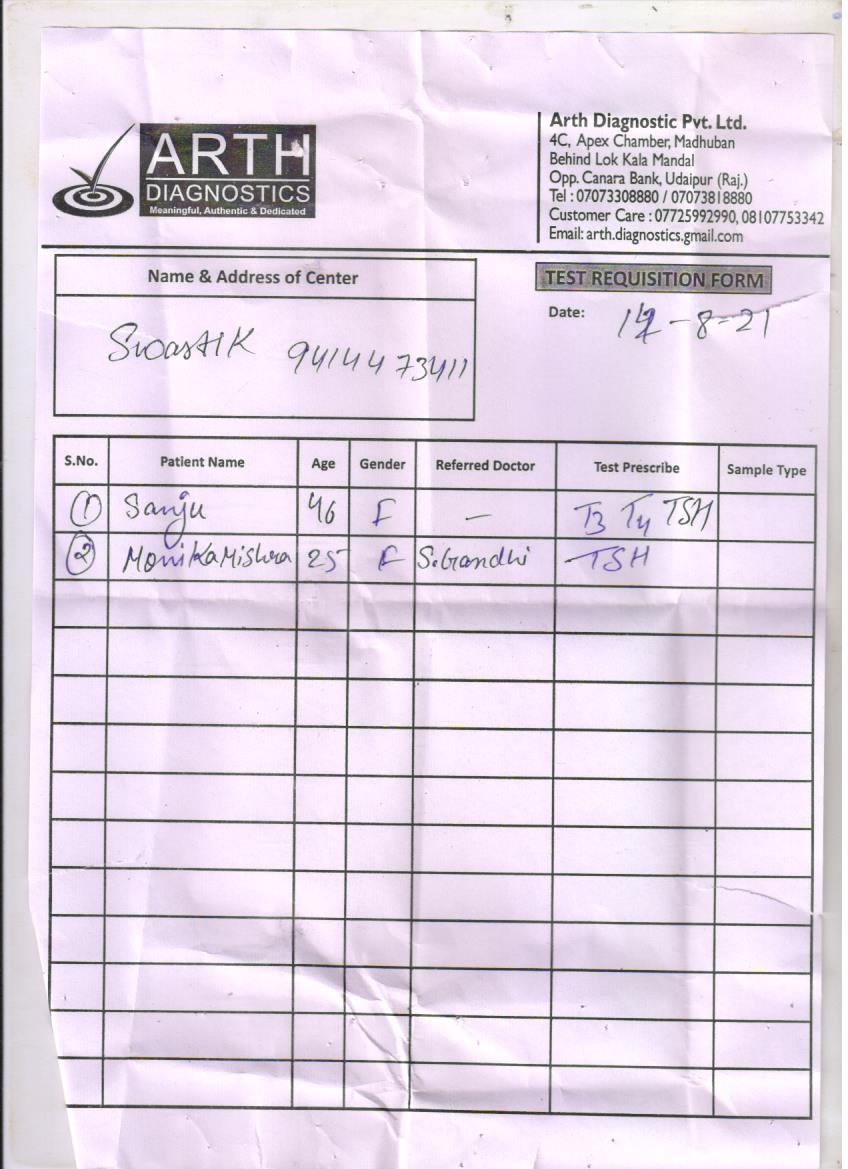 ARTH
DIAGNOSTICS
Meaningful, Authentic & Dedicated
Arth Diagnostic Pvt. Ltd.
4C, Apex Chamber, Madhuban
Behind Lok Kala Mandal
Opp. Canara Bank, Udaipur (Raj.)
Tel : 07073308880 / 07073818880
Customer Care : 07725992990, 08107753342
Email: arth.diagnostics.gmail.com
Name & Address of Center
TEST REQUISITION FORM
Date: -8-21
Swastik 9414473411
S.No. Patient Name Age Gender Referred Doctor Test Prescribe Sample Type
1 Sanju 46 F - T3 T4 TSH
2 Monika Mishra 25 F S. Gandhi TSH